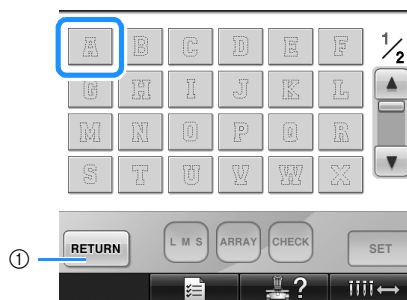 A B C D E F 1/2
G H I J K L
M N O P Q R
S T U V W X
① RETURN L M S ARRAY CHECK SET
?